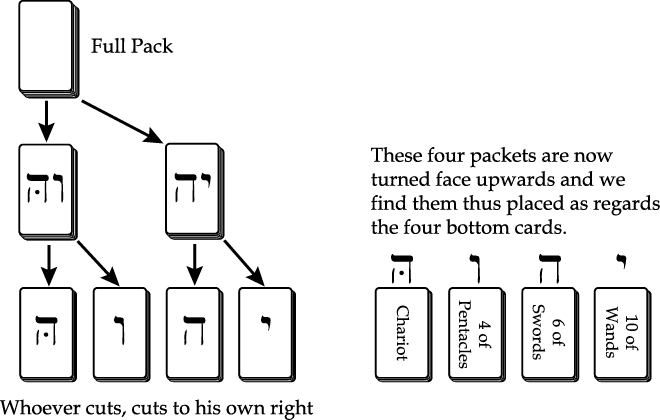 Full Pack
והּ
יה
הּ
ו
ה
י
Whoever cuts, cuts to his own right
These four packets are now
turned face upwards and we
find them thus placed as regards
the four bottom cards.
הּ
ו
ה
י
Chariot
4 of
Pentacles
6 of
Swords
10 of
Wands